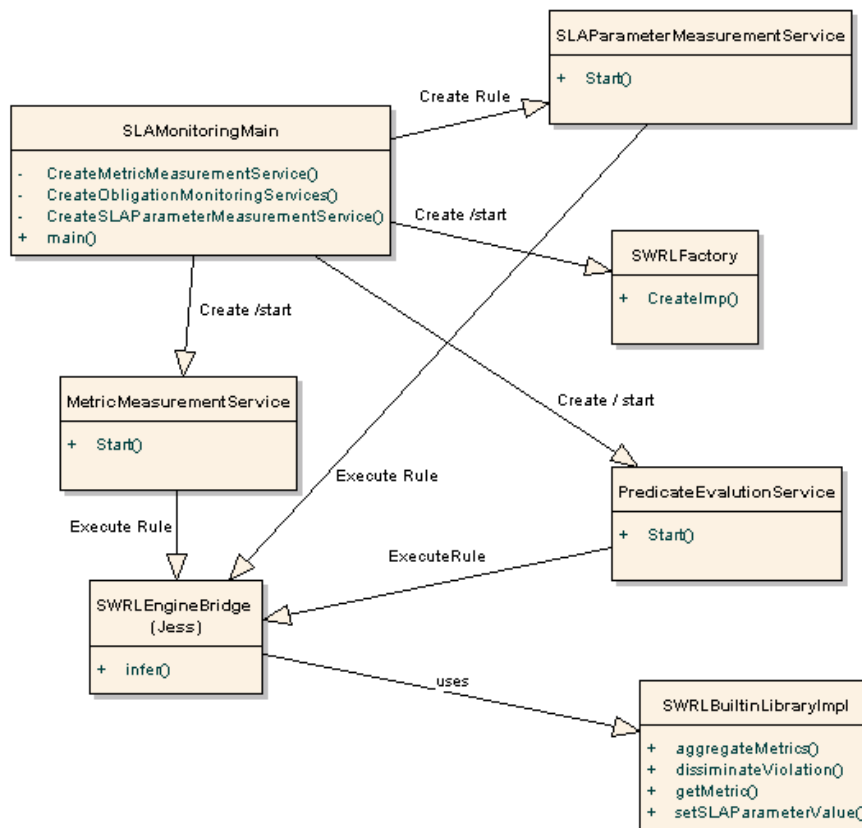 SLAParameterMeasurementService
+ Start()
Create Rule
SLAMonitoringMain
- CreateMetricMeasurementService()
- CreateObligationMonitoringServices()
- CreateSLAParameterMeasurementService()
+ main()
Create /start
SWRLFactory
+ CreateImp()
Create /start
MetricMeasurementService
+ Start()
Create / start
Execute Rule
PredicateEvalutionService
+ Start()
Execute Rule
ExecuteRule
SWRLEngineBridge
(Jess)
+ infer()
uses
SWRLBuiltinLibraryImpl
+ aggregateMetrics()
+ dissiminateViolation()
+ getMetric()
+ setSLAParameterValue()